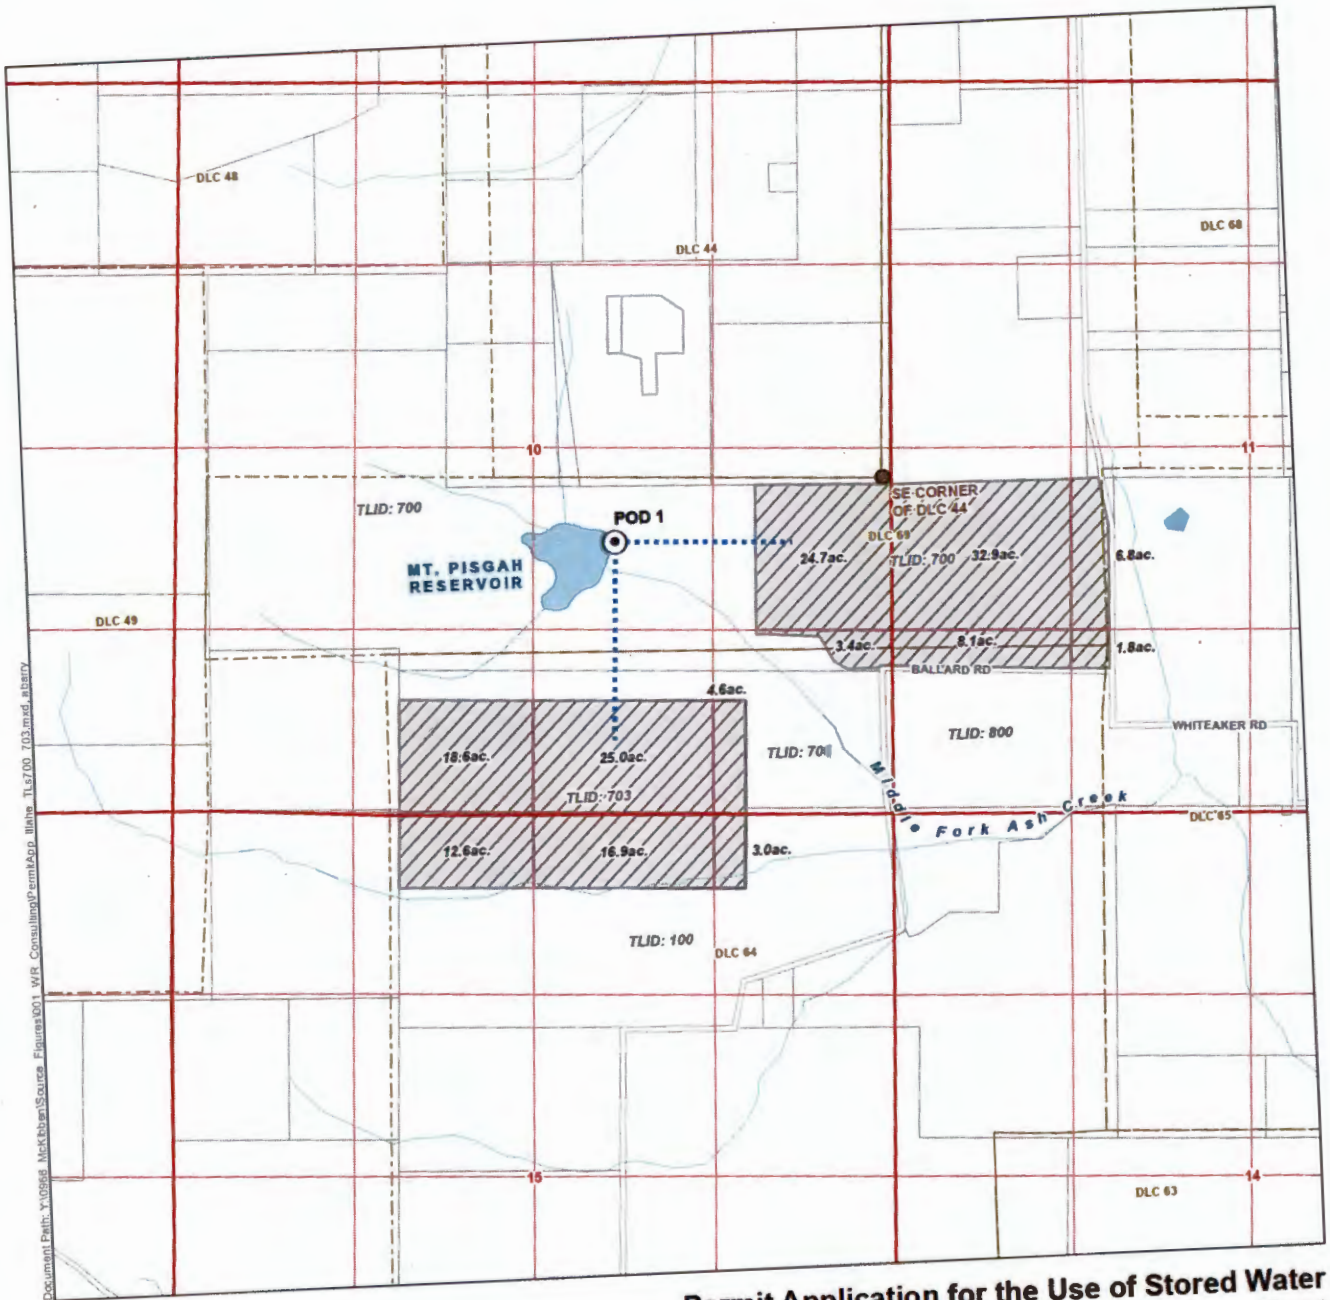 DLC 48
DLC 44
DLC 68
10
11
TLID: 700
POD 1
SE CORNER
OF DLC 44
DLC 69
MT. PISGAH
RESERVOIR
24.7ac.
TLID: 700
32.9ac.
6.8ac.
DLC 49
3.4ac.
8.1ac.
1.8ac.
BALLARD RD
4.6ac.
WHITEAKER RD
TLID: 800
18.6ac.
25.0ac.
TLID: 703
Middle Fork Ash Creek
DLC 65
12.6ac.
16.9ac.
3.0ac.
TLID: 100
DLC 64
15
14
DLC 63
Permit Application for the Use of Stored Water